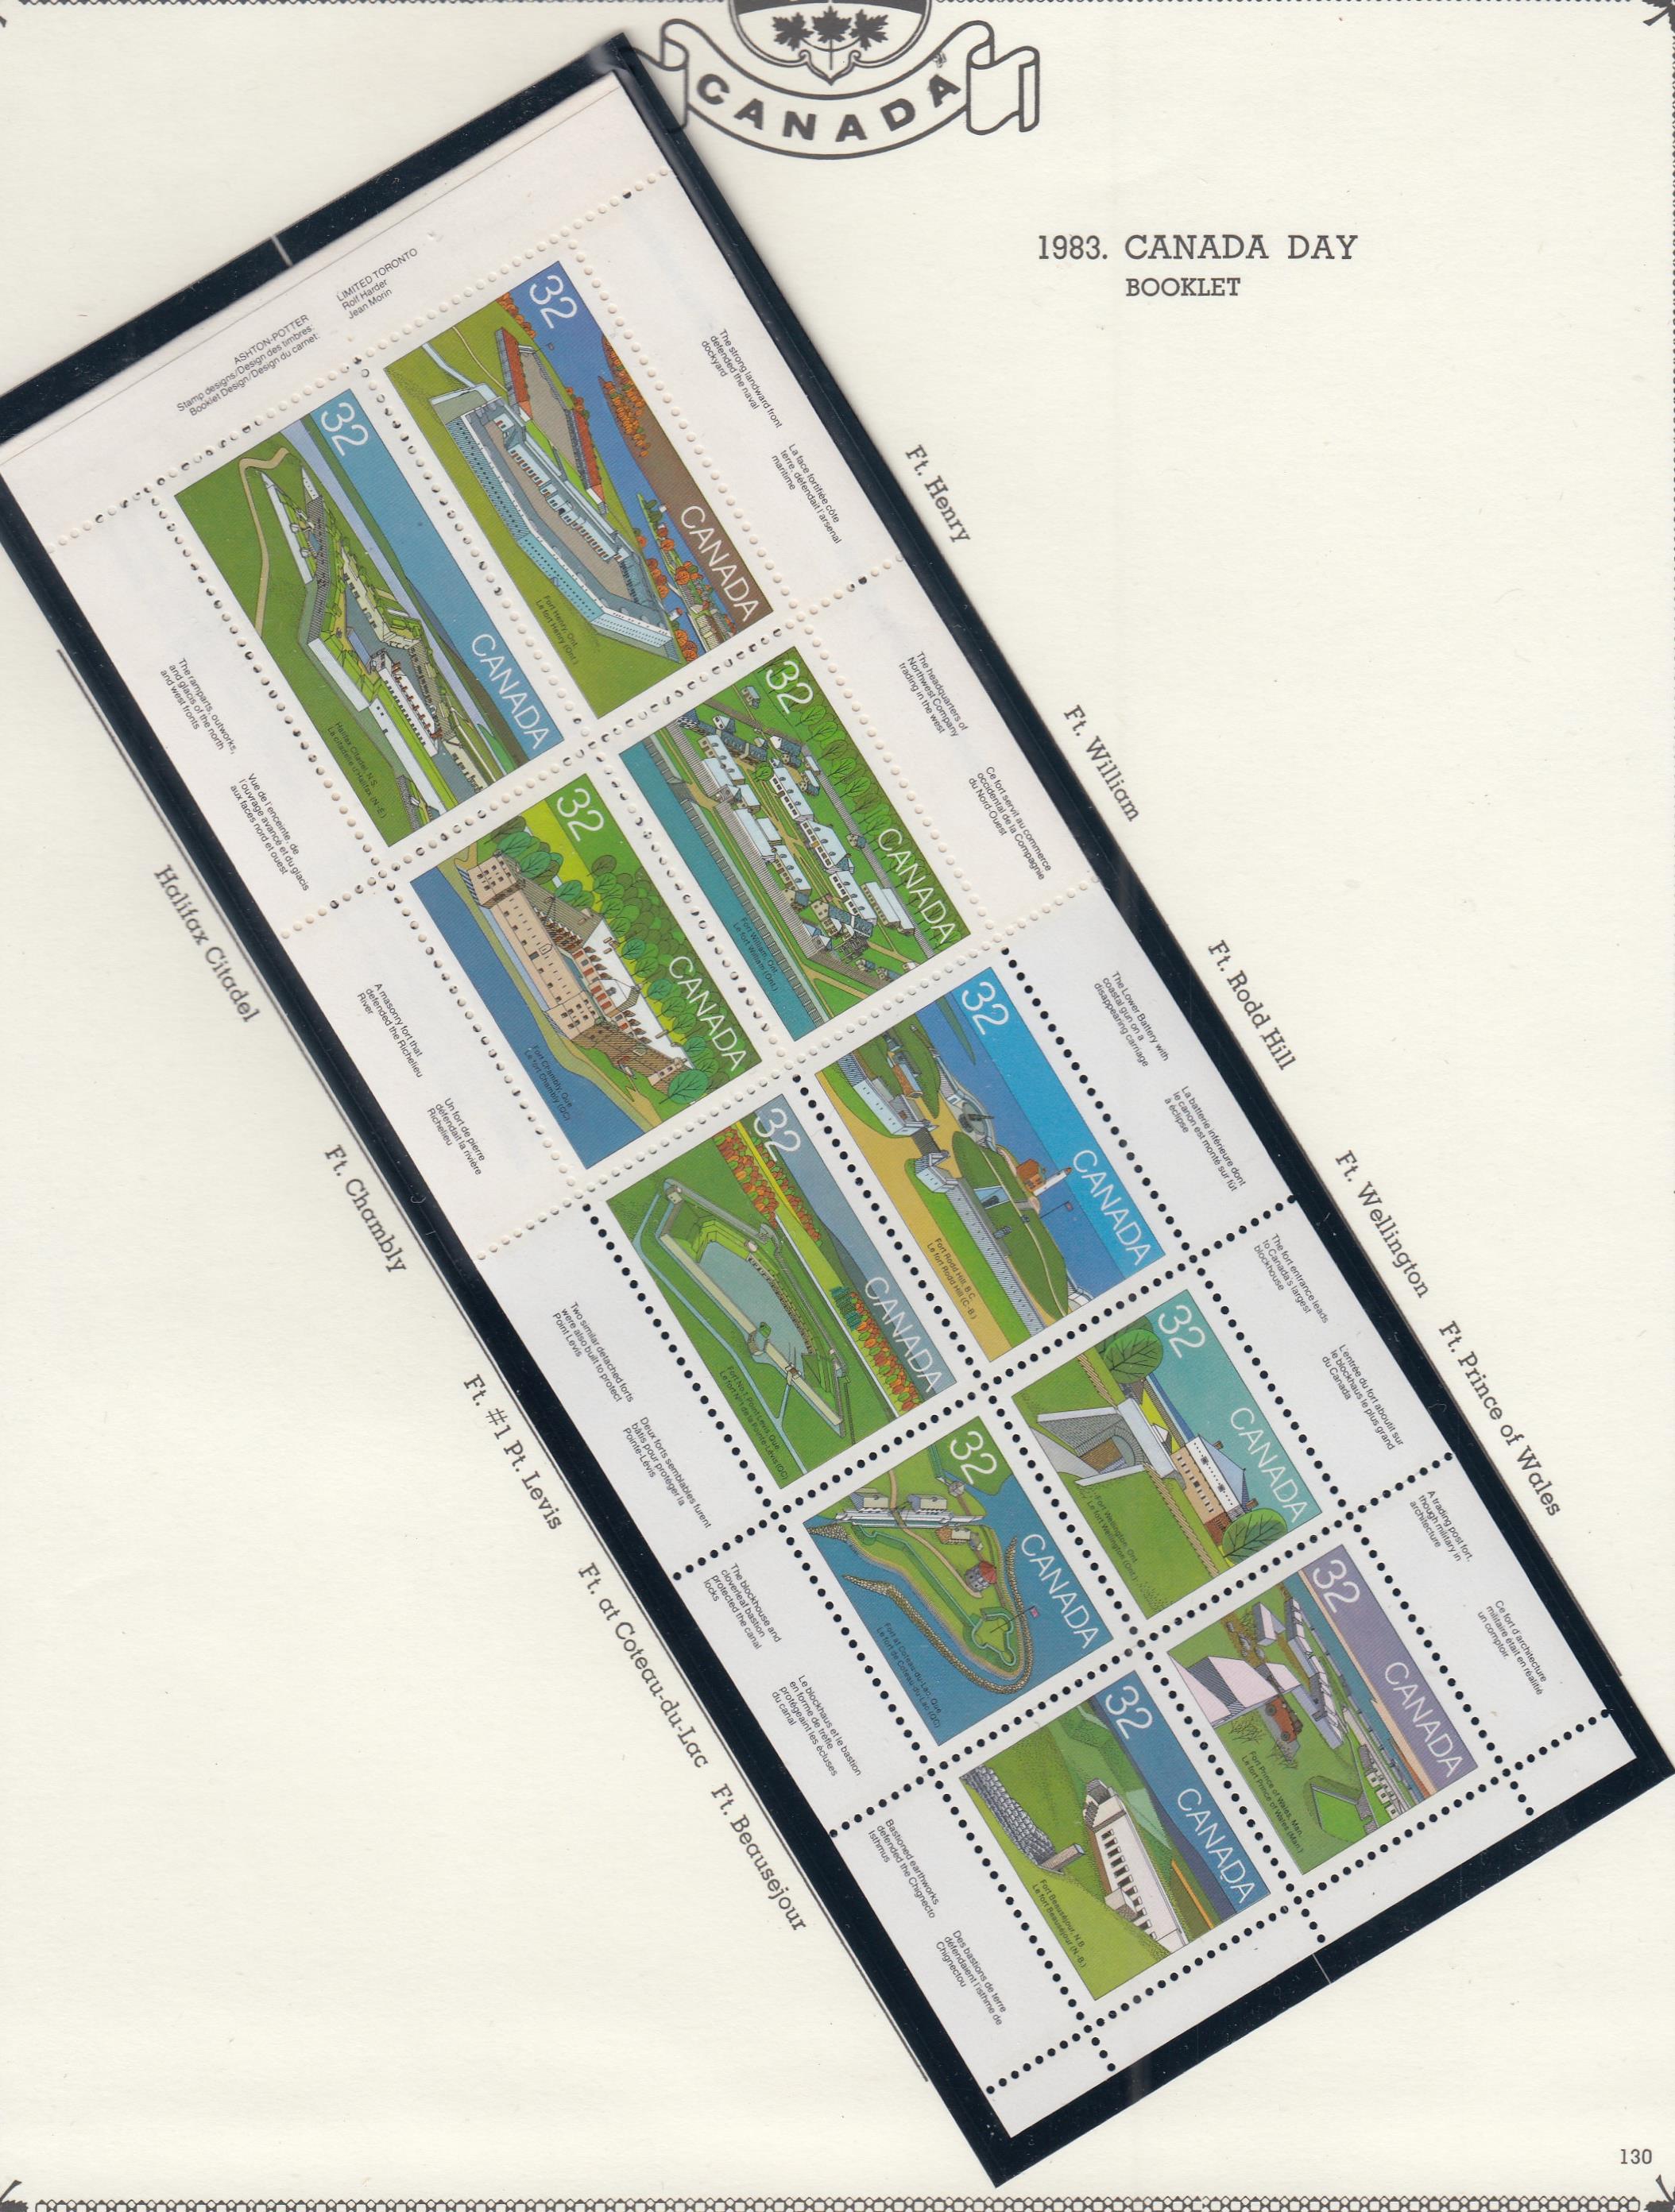 CANADA
1983. CANADA DAY
BOOKLET
LIMITED TORONTO
Rolf Harder
Jean Morin
ASHTON-POTTER
Stamp designs/Design des timbres:
Booklet Design/Design du carnet:
32
CANADA
Fort Henry, Ont.
Le fort Henry (Ont.)
The strong landward front
defended the naval
dockyard
La face fortifiée côté
terre, défendait l'arsenal
maritime
Ft. Henry
32
CANADA
Halifax Citadel, N.S.
La citadelle d'Halifax (N.-É.)
The ramparts, outworks,
and glacis of the north
and west fronts
Vue de l'enceinte, de
l'ouvrage avancé et du glacis
aux faces nord et ouest
Halifax Citadel
32
CANADA
Fort William, Ont.
Le fort William (Ont.)
The headquarters of
Northwest Company
trading in the west
Ce fort servit au commerce
occidental de la Compagnie
du Nord-Ouest
Ft. William
32
CANADA
Fort Chambly, Qué.
Le fort Chambly (QC)
A masonry fort that
defended the Richelieu
River
Un fort de pierre
défendait la rivière
Richelieu
Ft. Chambly
32
CANADA
Fort Rodd Hill, B.C.
Le fort Rodd Hill (C.-B.)
The Lower Battery with
coastal gun on a
disappearing carriage
La batterie inférieure dont
le canon est monté sur fût
à éclipse
Ft. Rodd Hill
32
CANADA
Fort No. 1, Point Levis, Que.
Le fort Nº 1 de la Pointe-Lévis (QC)
Two similar detached forts
were also built to protect
Point Levis
Deux forts semblables furent
bâtis pour protéger la
Pointe-Lévis
Ft. #1 Pt. Levis
32
CANADA
Fort Wellington, Ont.
Le fort Wellington (Ont.)
The fort entrance leads
to Canada's largest
blockhouse
L'entrée du fort aboutit sur
le blockhaus le plus grand
du Canada
Ft. Wellington
32
CANADA
Fort at Coteau-du-Lac, Que.
Le fort de Coteau-du-Lac (QC)
The blockhouse and
cloverleaf bastion
protected the canal
locks
Le blockhaus et le bastion
en forme de trèfle
protégeaient les écluses
du canal
Ft. at Coteau-du-Lac
32
CANADA
Fort Prince of Wales, Man.
Le fort Prince of Wales (Man.)
A trading post fort,
though military in
architecture
Ce fort d'architecture
militaire était en réalité
un comptoir.
Ft. Prince of Wales
32
CANADA
Fort Beauséjour, N.B.
Le fort Beauséjour (N.-B.)
Bastioned earthworks
defended the Chignecto
Isthmus
Des bastions de terre
défendaient l'isthme de
Chignectou
Ft. Beausejour
130